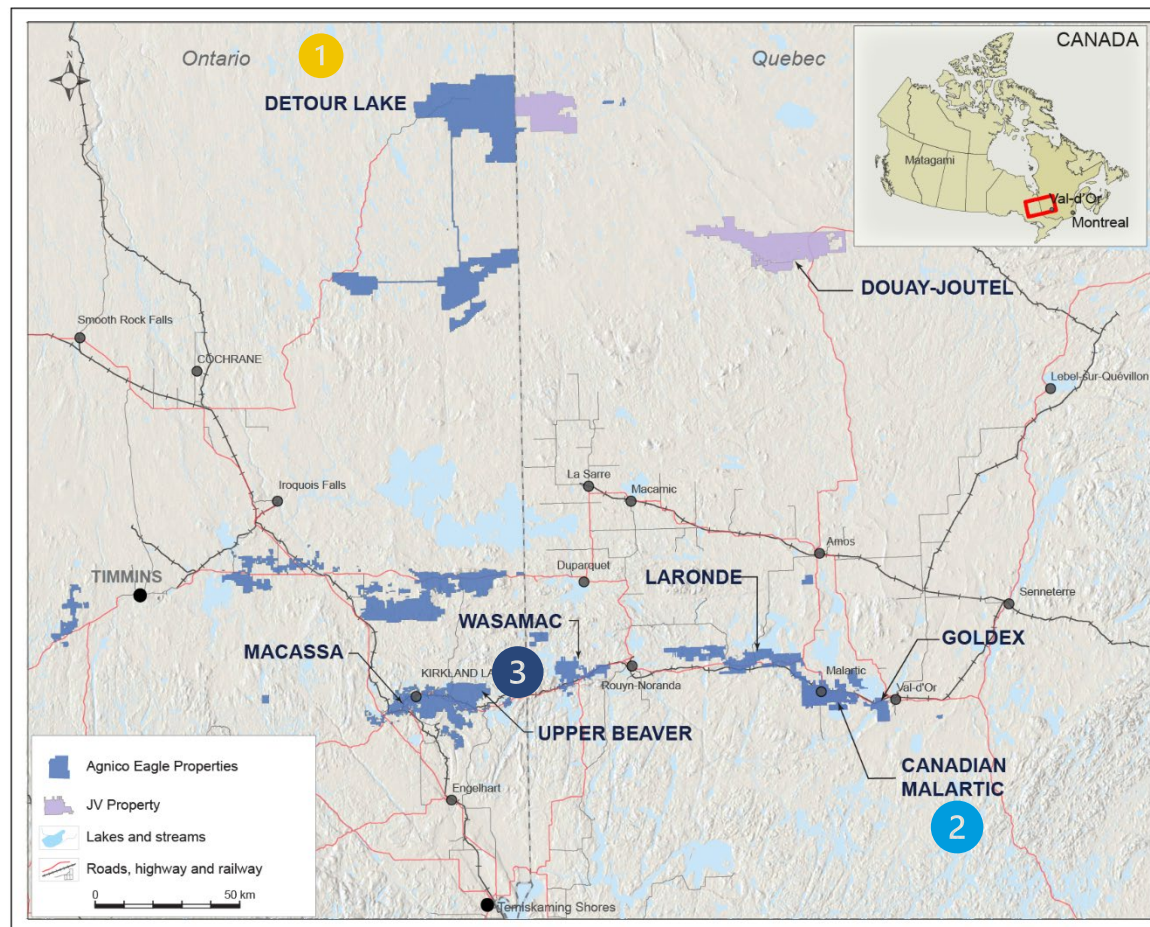 N
Ontario
1
Quebec
DETOUR LAKE
CANADA
Matagami
Val-d'Or
Montreal
DOUAY-JOUTEL
Smooth Rock Falls
COCHRANE
Lebel-sur-Quévillon
La Sarre
Macamic
Iroquois Falls
Amos
TIMMINS
Duparquet
LARONDE
Senneterre
WASAMAC
GOLDEX
MACASSA
KIRKLAND
3
Rouyn-Noranda
Malartic
Val-d'Or
UPPER BEAVER
CANADIAN
MALARTIC
2
Engelhart
Temiskaming Shores
Agnico Eagle Properties
JV Property
Lakes and streams
Roads, highway and railway
0 50 km